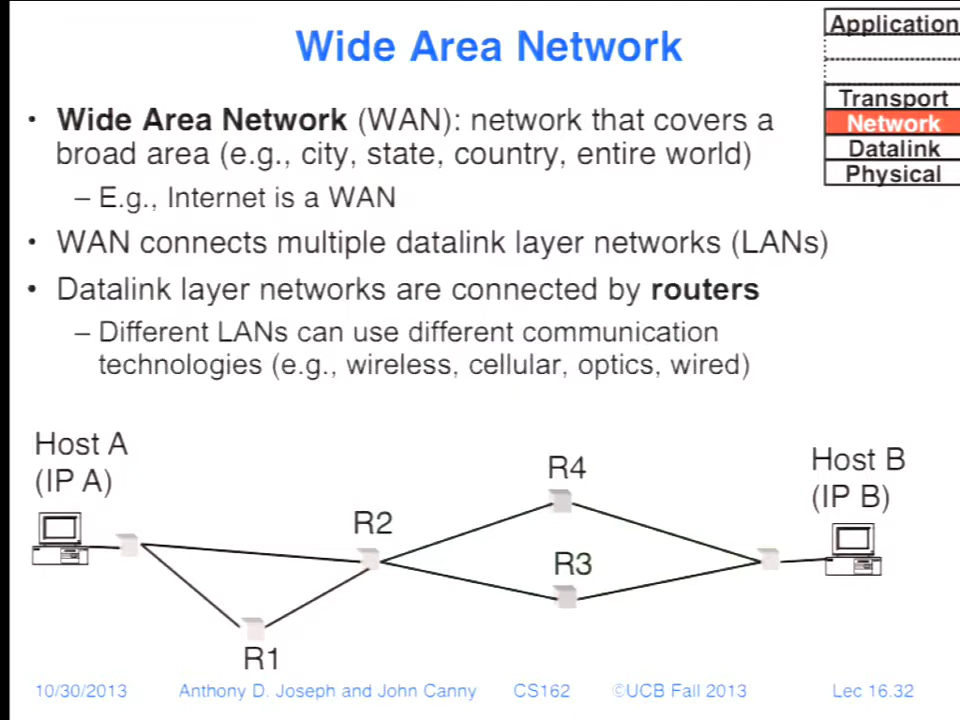 Wide Area Network
Application
Transport
Network
Datalink
Physical
• Wide Area Network (WAN): network that covers a
broad area (e.g., city, state, country, entire world)
– E.g., Internet is a WAN
• WAN connects multiple datalink layer networks (LANs)
• Datalink layer networks are connected by routers
– Different LANs can use different communication
technologies (e.g., wireless, cellular, optics, wired)
Host A
(IP A)
R2
R4
R3
R1
Host B
(IP B)
10/30/2013 Anthony D. Joseph and John Canny CS162 ©UCB Fall 2013 Lec 16.32